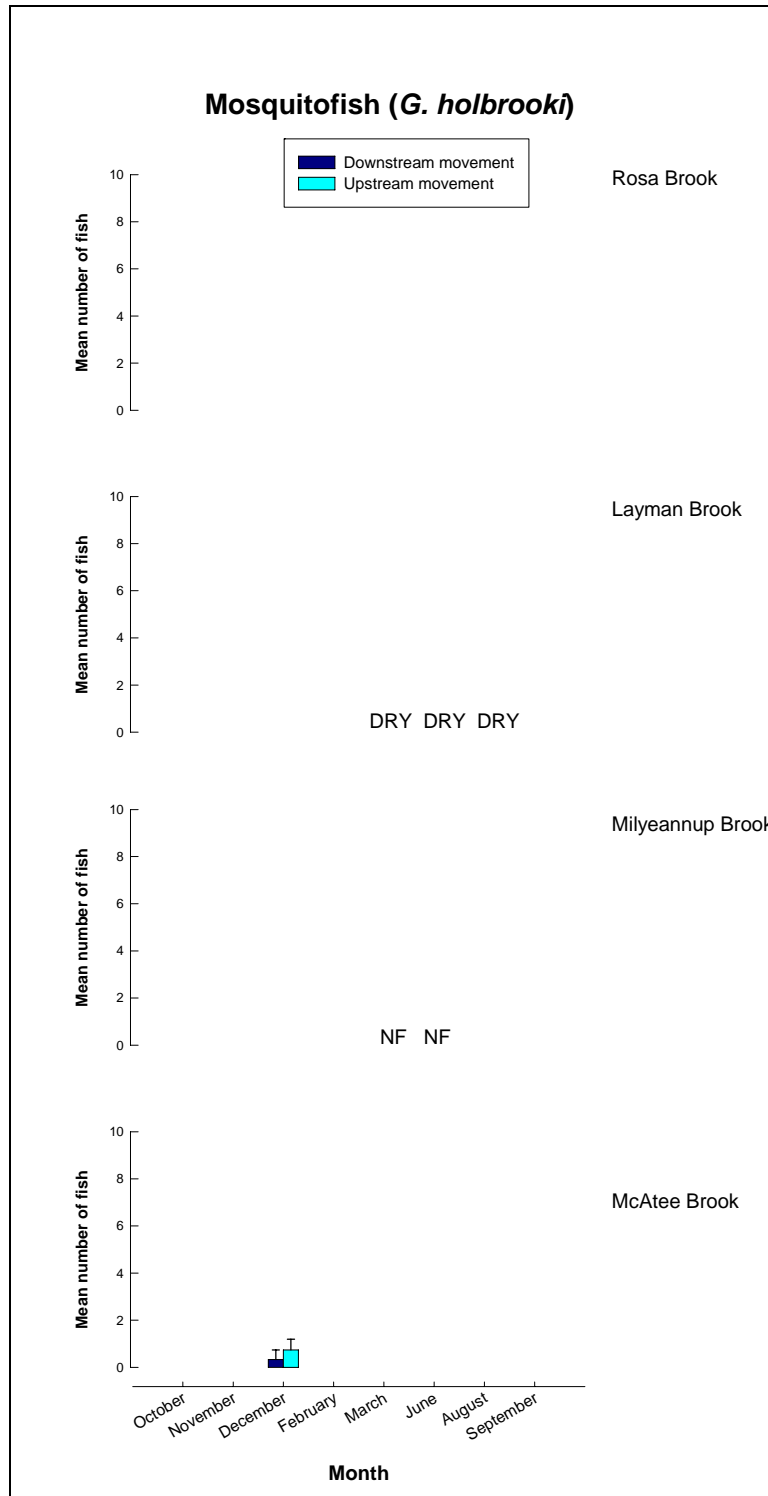 Mosquitofish (G. holbrooki)
Downstream movement
Upstream movement
Rosa Brook
Mean number of fish
10
8
6
4
2
0
Layman Brook
Mean number of fish
10
8
6
4
2
0
DRY DRY DRY
Milyeannup Brook
Mean number of fish
10
8
6
4
2
0
NF NF
McAtee Brook
Mean number of fish
10
8
6
4
2
0
October November December February March June August September
Month